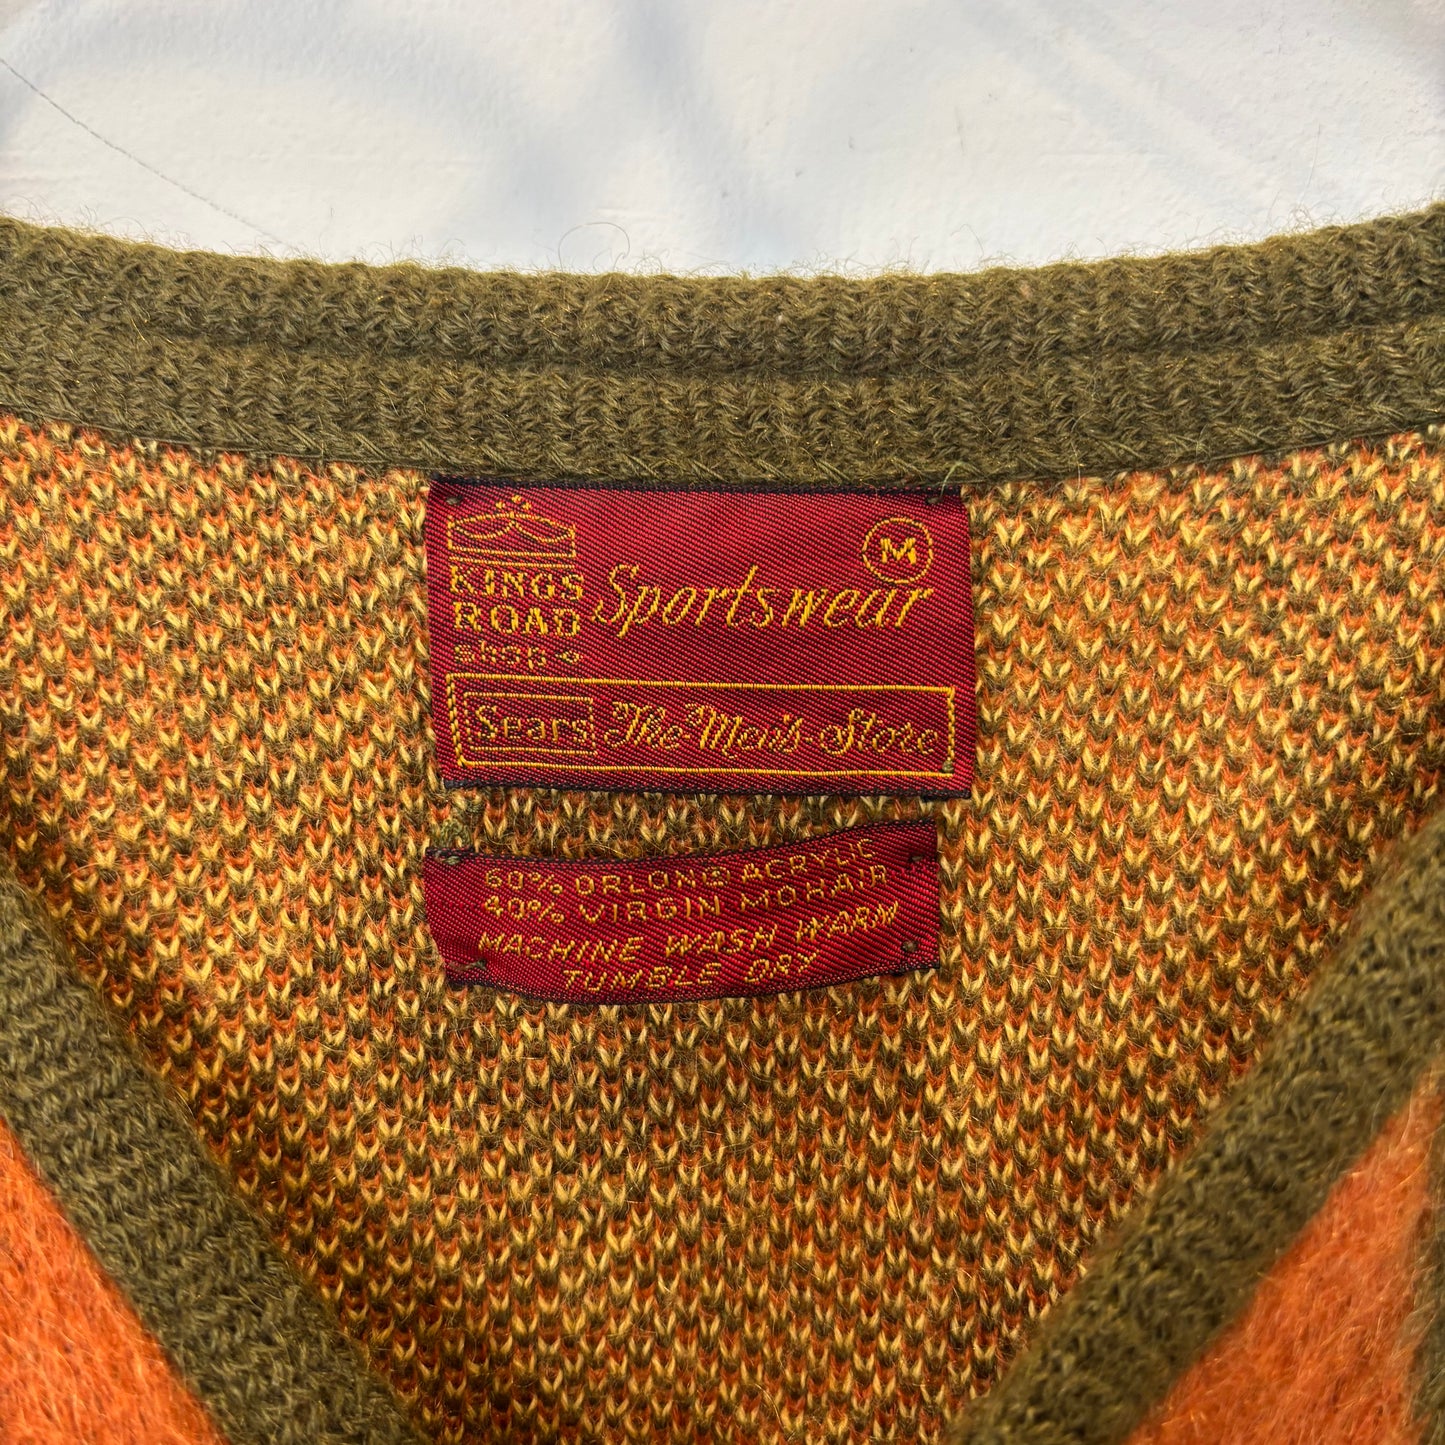 KINGS
ROAD
shop
Sportswear
M
Sears The Men's Store
60% ORLON® ACRYLIC
40% VIRGIN MOHAIR
MACHINE WASH WARM
TUMBLE DRY